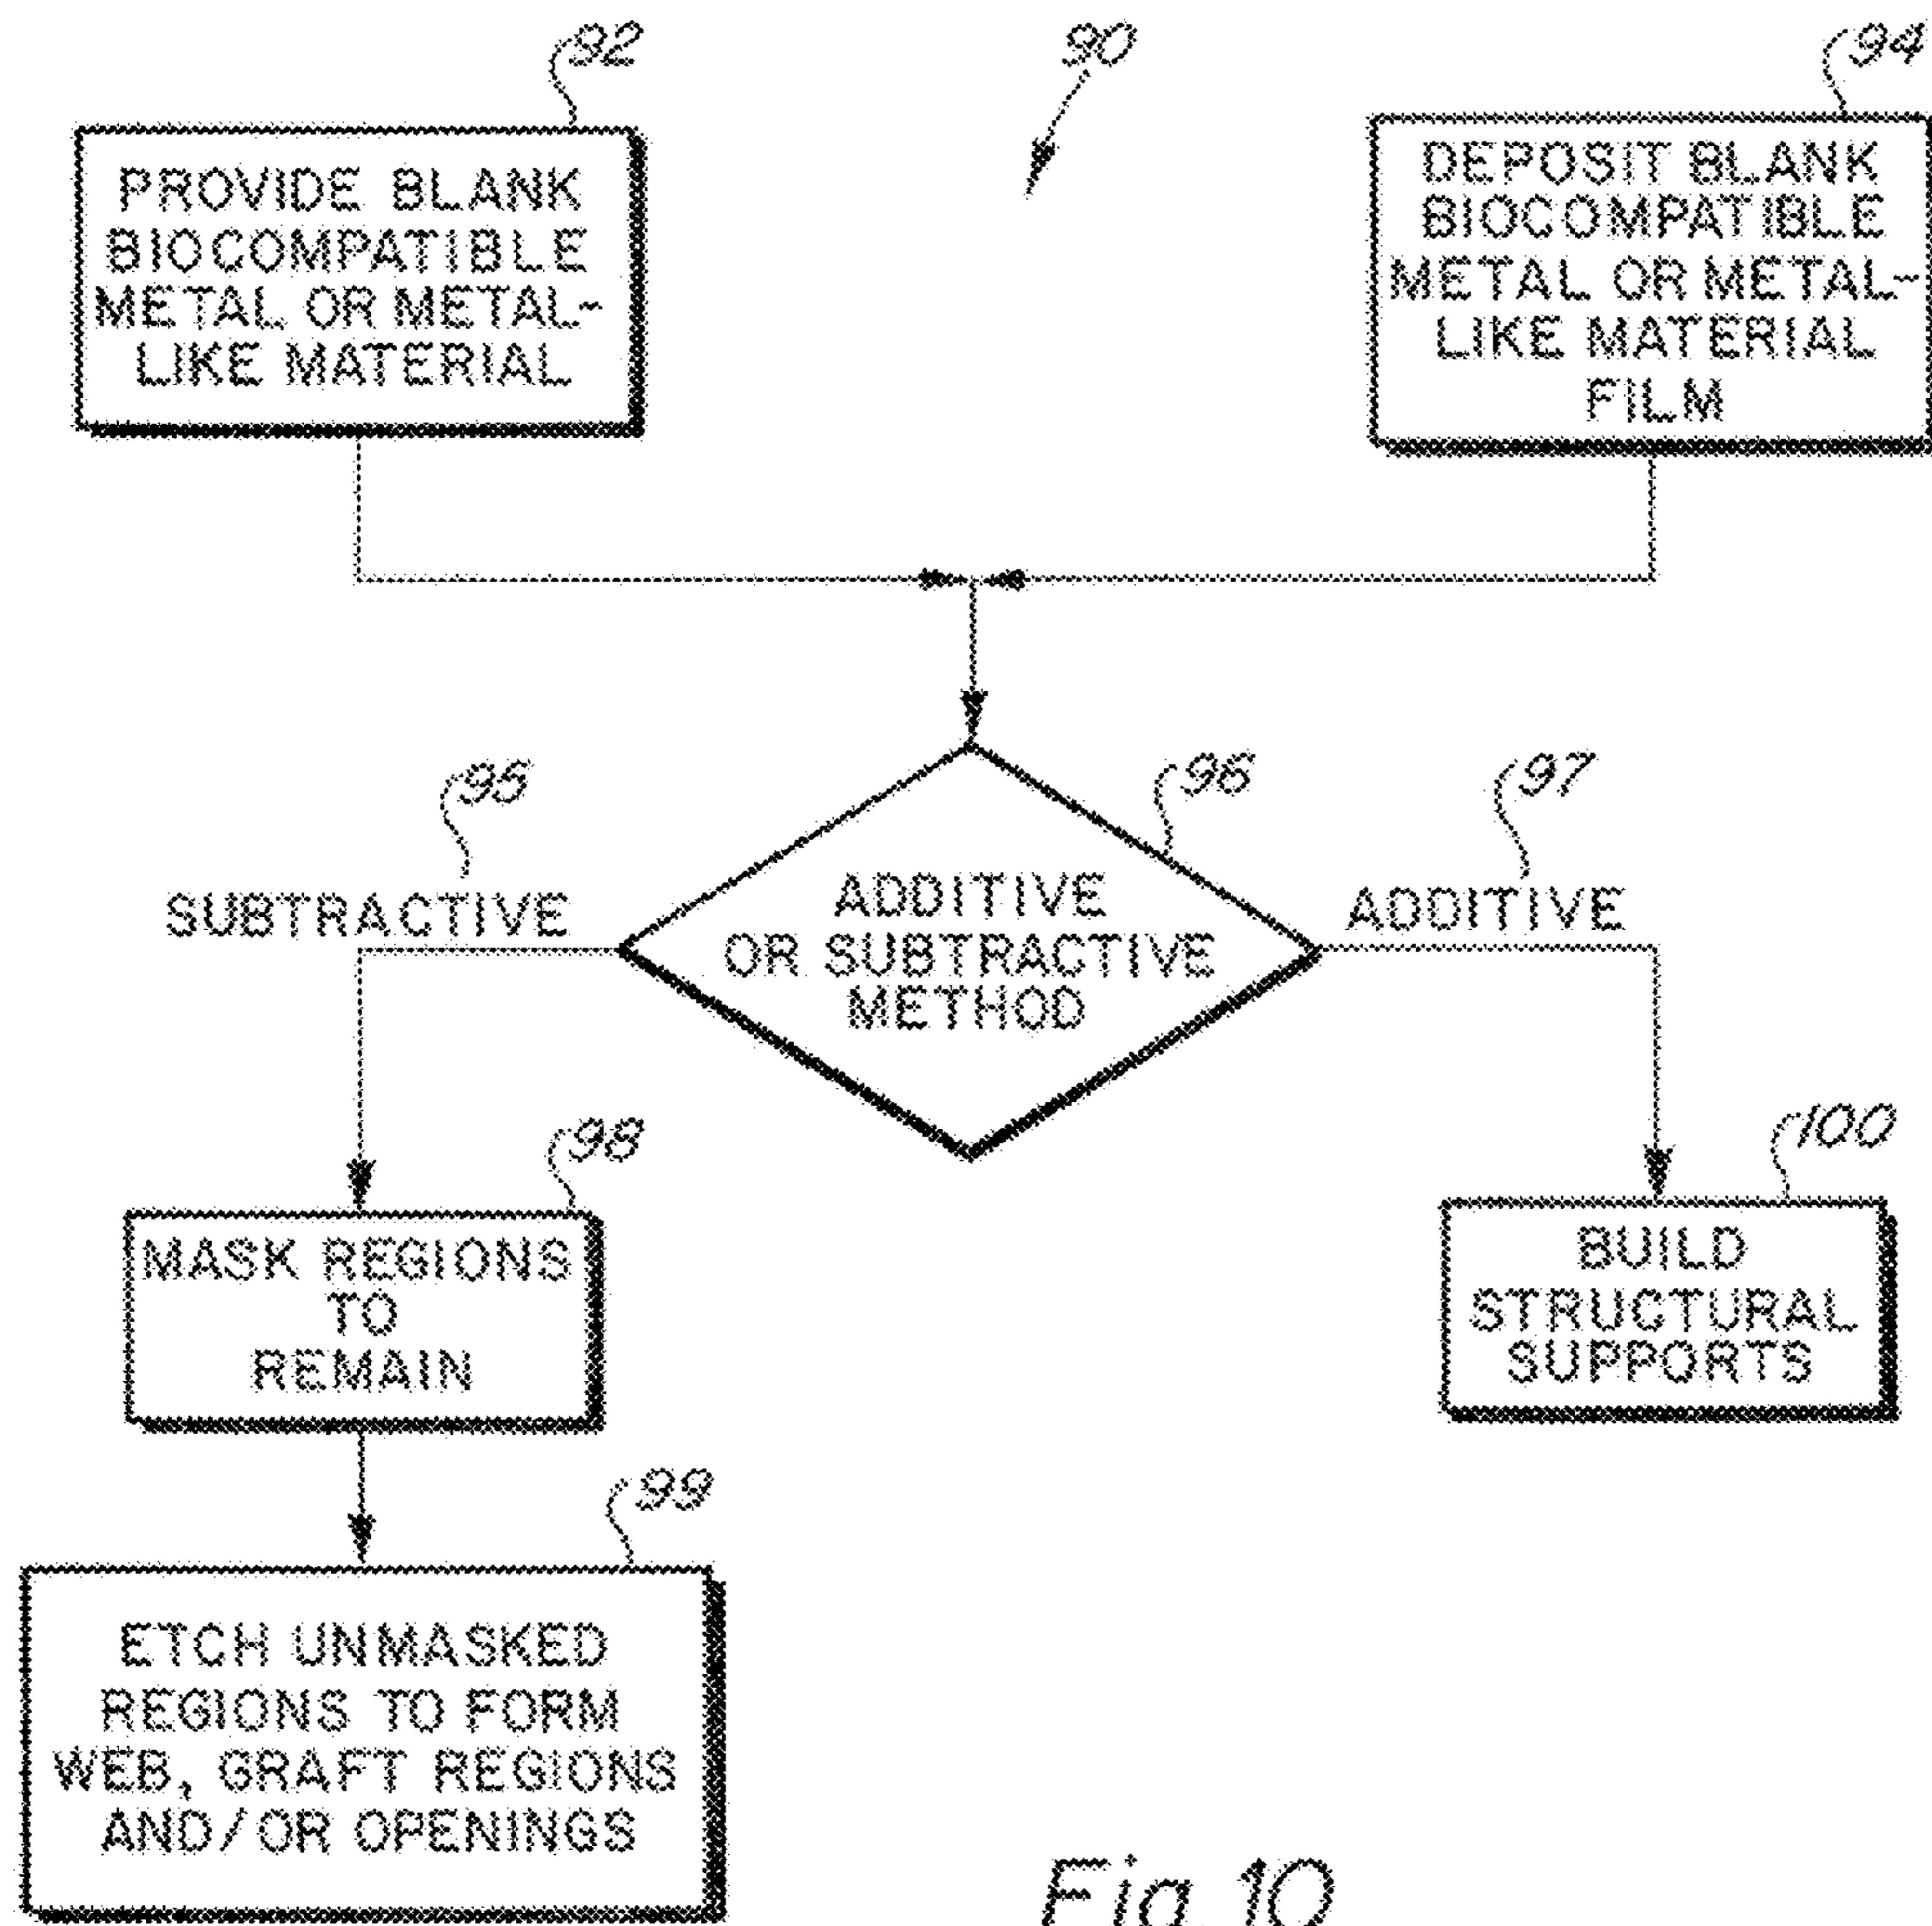 92
90
94
PROVIDE BLANK
BIOCOMPATIBLE
METAL OR METAL-
LIKE MATERIAL
DEPOSIT BLANK
BIOCOMPATIBLE
METAL OR METAL-
LIKE MATERIAL
FILM
95
96
97
SUBTRACTIVE
ADDITIVE
OR SUBTRACTIVE
METHOD
ADDITIVE
98
100
MASK REGIONS
TO
REMAIN
BUILD
STRUCTURAL
SUPPORTS
99
ETCH UNMASKED
REGIONS TO FORM
WEB, GRAFT REGIONS
AND/OR OPENINGS
Fig. 10